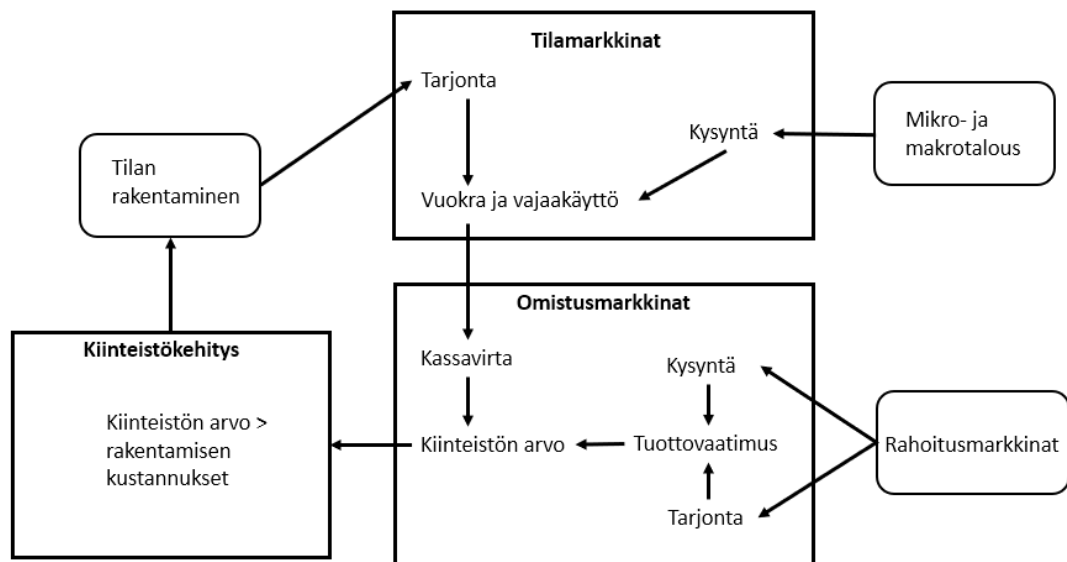 Tilamarkkinat
Tarjonta
Kysyntä
Vuokra ja vajaakäyttö
Mikro- ja
makrotalous
Tilan
rakentaminen
Omistusmarkkinat
Kassavirta
Kysyntä
Kiinteistön arvo
Tuottovaatimus
Tarjonta
Rahoitusmarkkinat
Kiinteistökehitys
Kiinteistön arvo >
rakentamisen
kustannukset